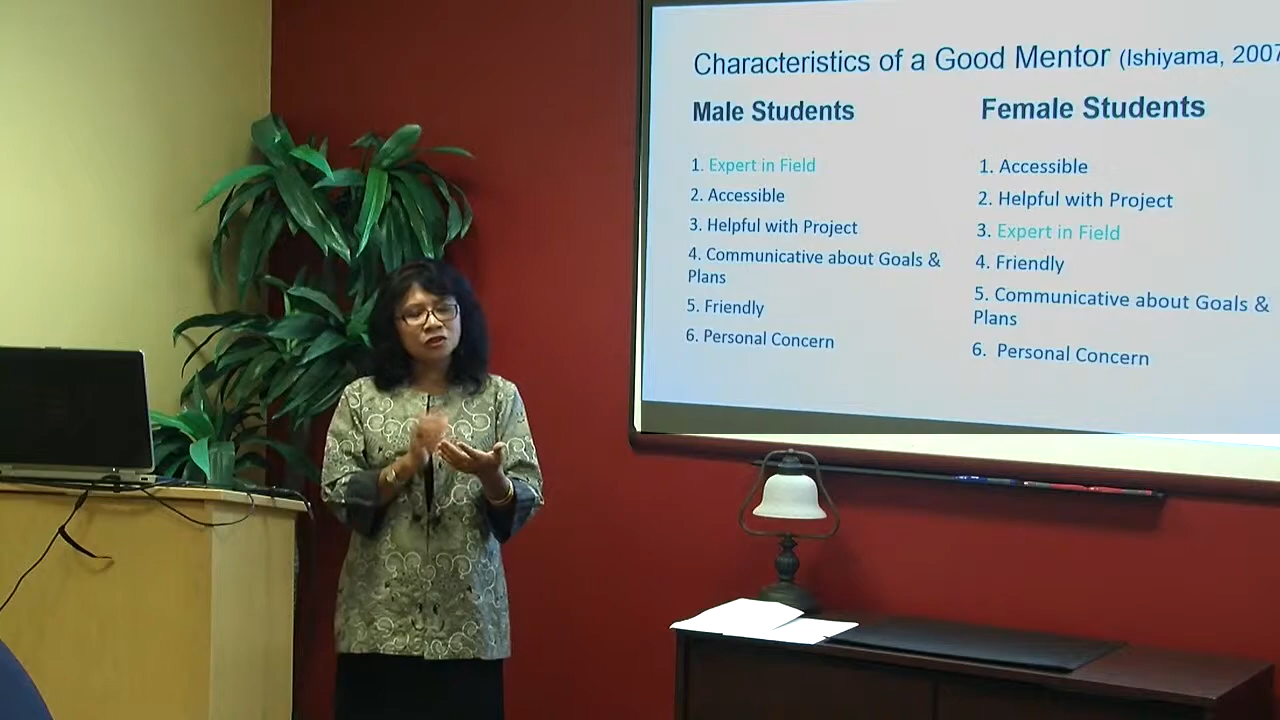 Characteristics of a Good Mentor (Ishiyama, 2007
Male Students
1. Expert in Field
2. Accessible
3. Helpful with Project
4. Communicative about Goals &
Plans
5. Friendly
6. Personal Concern
Female Students
1. Accessible
2. Helpful with Project
3. Expert in Field
4. Friendly
5. Communicative about Goals &
Plans
6. Personal Concern